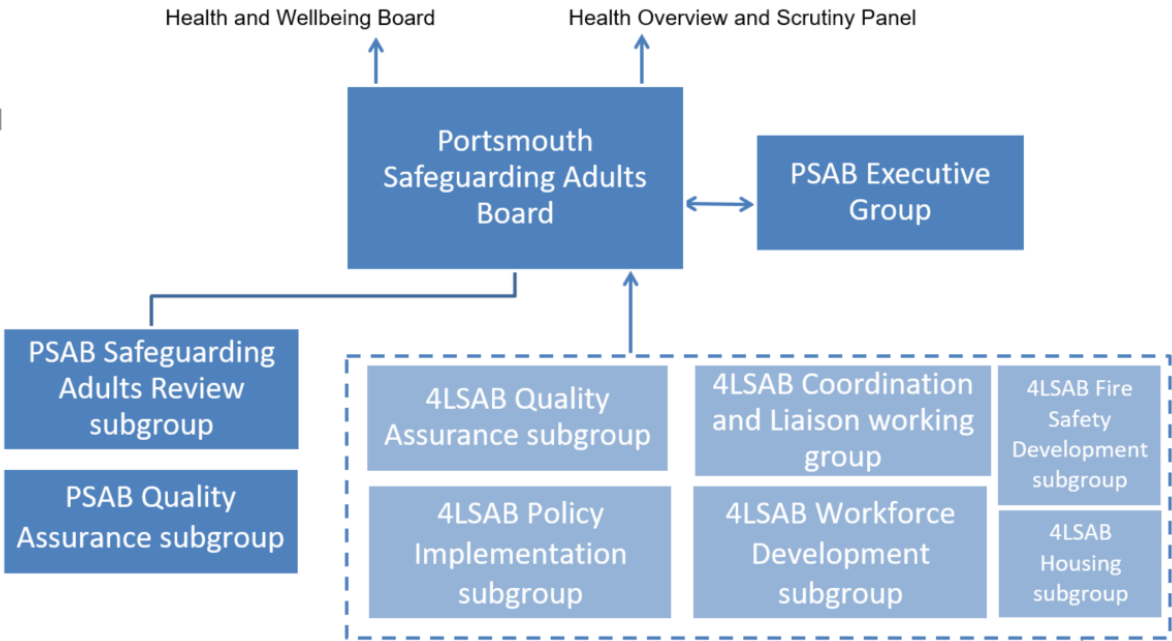 Health and Wellbeing Board
Health Overview and Scrutiny Panel
Portsmouth
Safeguarding Adults
Board
PSAB Executive
Group
PSAB Safeguarding
Adults Review
subgroup
PSAB Quality
Assurance subgroup
4LSAB Quality
Assurance subgroup
4LSAB Coordination
and Liaison working
group
4LSAB Fire
Safety
Development
subgroup
4LSAB Policy
Implementation
subgroup
4LSAB Workforce
Development
subgroup
4LSAB
Housing
subgroup